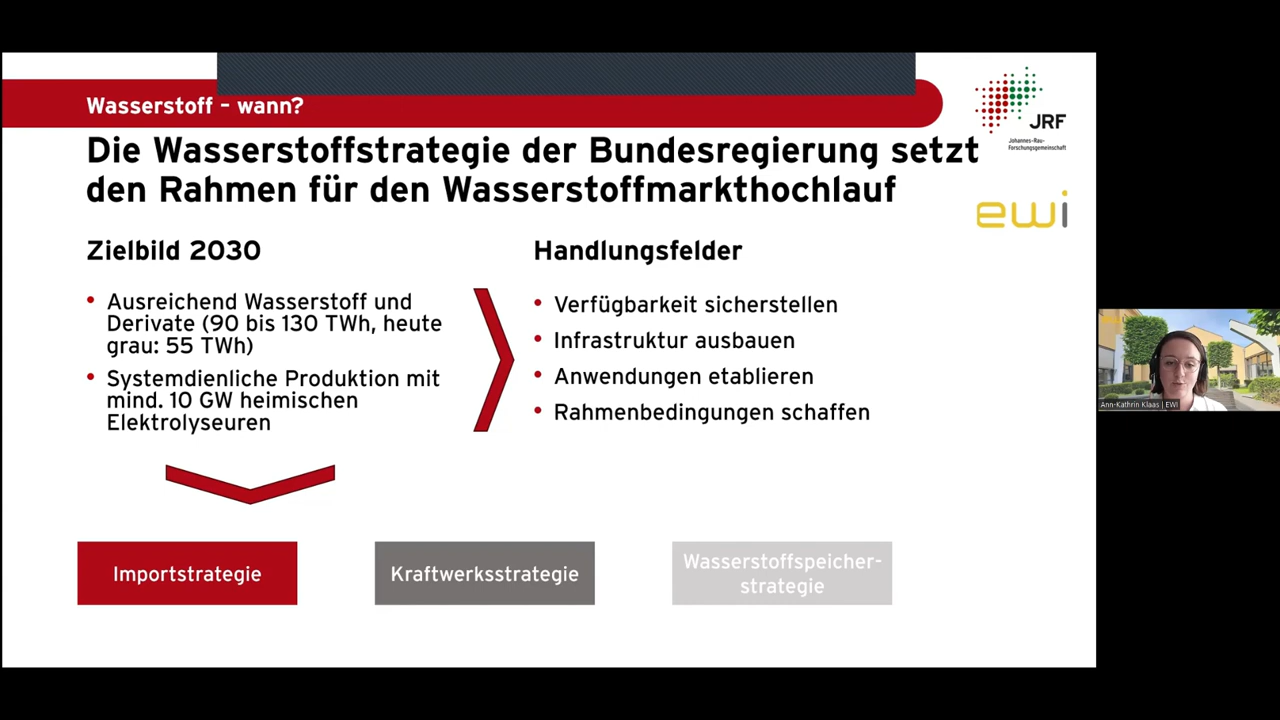 Wasserstoff – wann?
Die Wasserstoffstrategie der Bundesregierung setzt
den Rahmen für den Wasserstoffmarkthochlauf
JRF
Johannes-Rau-
Forschungsgemeinschaft
ewi
Zielbild 2030
• Ausreichend Wasserstoff und
Derivate (90 bis 130 TWh, heute
grau: 55 TWh)
• Systemdienliche Produktion mit
mind. 10 GW heimischen
Elektrolyseuren
Handlungsfelder
• Verfügbarkeit sicherstellen
• Infrastruktur ausbauen
• Anwendungen etablieren
• Rahmenbedingungen schaffen
Importstrategie
Kraftwerksstrategie
Wasserstoffspeicher-
strategie
Ann-Kathrin Klaas | EWI